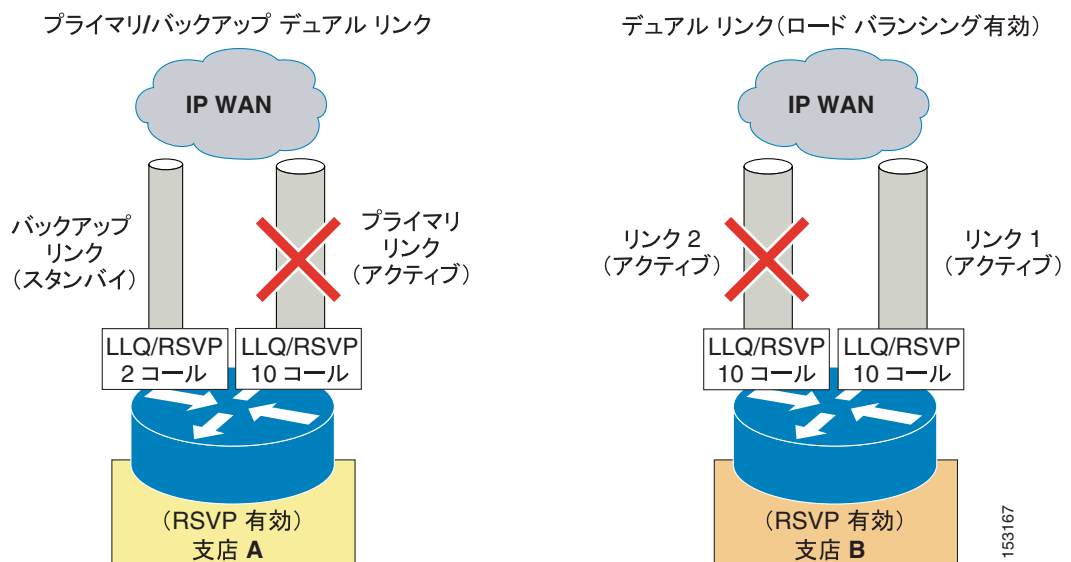 プライマリ/バックアップ デュアル リンク
IP WAN
バックアップ
リンク
(スタンバイ)
プライマリ
リンク
(アクティブ)
LLQ/RSVP
2 コール
LLQ/RSVP
10 コール
(RSVP 有効)
支店 A
デュアル リンク(ロード バランシング有効)
IP WAN
リンク 2
(アクティブ)
リンク 1
(アクティブ)
LLQ/RSVP
10 コール
LLQ/RSVP
10 コール
(RSVP 有効)
支店 B
153167